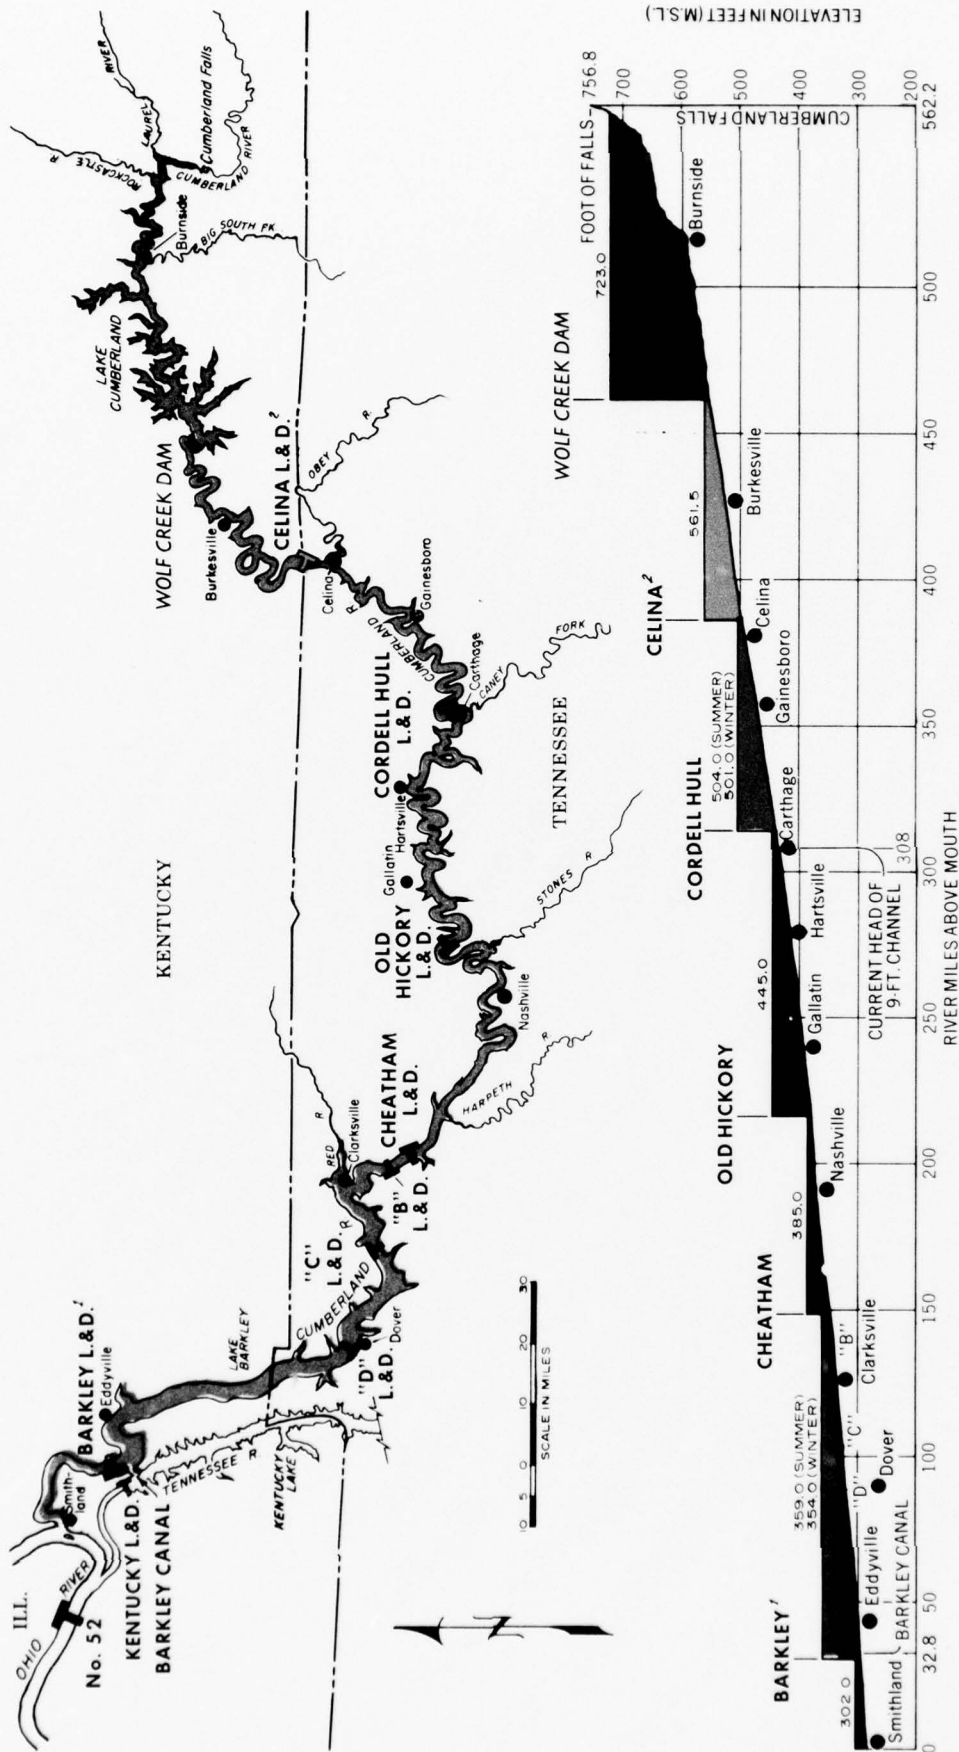 ILL.
OHIO
RIVER
No. 52
Smith-
land
KENTUCKY L.&D.
BARKLEY CANAL
BARKLEY L.&D.¹
Eddyville
TENNESSEE R.
KENTUCKY
LAKE
LAKE
BARKLEY
"D"
L.&D.
Dover
CUMBERLAND R
"C"
L.&D.
RED R
Clarksville
"B"
L.&D.
CHEATHAM
L.&D.
HARPETH R
Nashville
KENTUCKY
OLD
HICKORY
L.&D.
Gallatin
STONES R
Hartsville
CORDELL HULL
L.&D.
TENNESSEE
Carthage
CANEY FORK
CUMBERLAND R
Gainesboro
Celina
CELINA L.&D.²
OBEY R.
Burkesville
WOLF CREEK DAM
LAKE
CUMBERLAND
Burnside
BIG SOUTH FK.
ROCKCASTLE R
LAUREL RIVER
Cumberland Falls
CUMBERLAND RIVER
10 5 0 10 20 30
SCALE IN MILES
BARKLEY¹
CHEATHAM
OLD HICKORY
CORDELL HULL
CELINA²
WOLF CREEK DAM
302.0
359.0 (SUMMER)
354.0 (WINTER)
385.0
445.0
504.0 (SUMMER)
501.0 (WINTER)
561.5
723.0
FOOT OF FALLS
756.8
700
600
500
400
300
200
ELEVATION IN FEET (M.S.L.)
CUMBERLAND FALLS
Smithland
BARKLEY CANAL
Eddyville
"D"
Dover
"C"
"B"
Clarksville
Nashville
Gallatin
Hartsville
Carthage
CURRENT HEAD OF
9-FT. CHANNEL
Gainesboro
Celina
Burkesville
Burnside
0 32.8 50 100 150 200 250 300 308 350 400 450 500 562.2
RIVER MILES ABOVE MOUTH